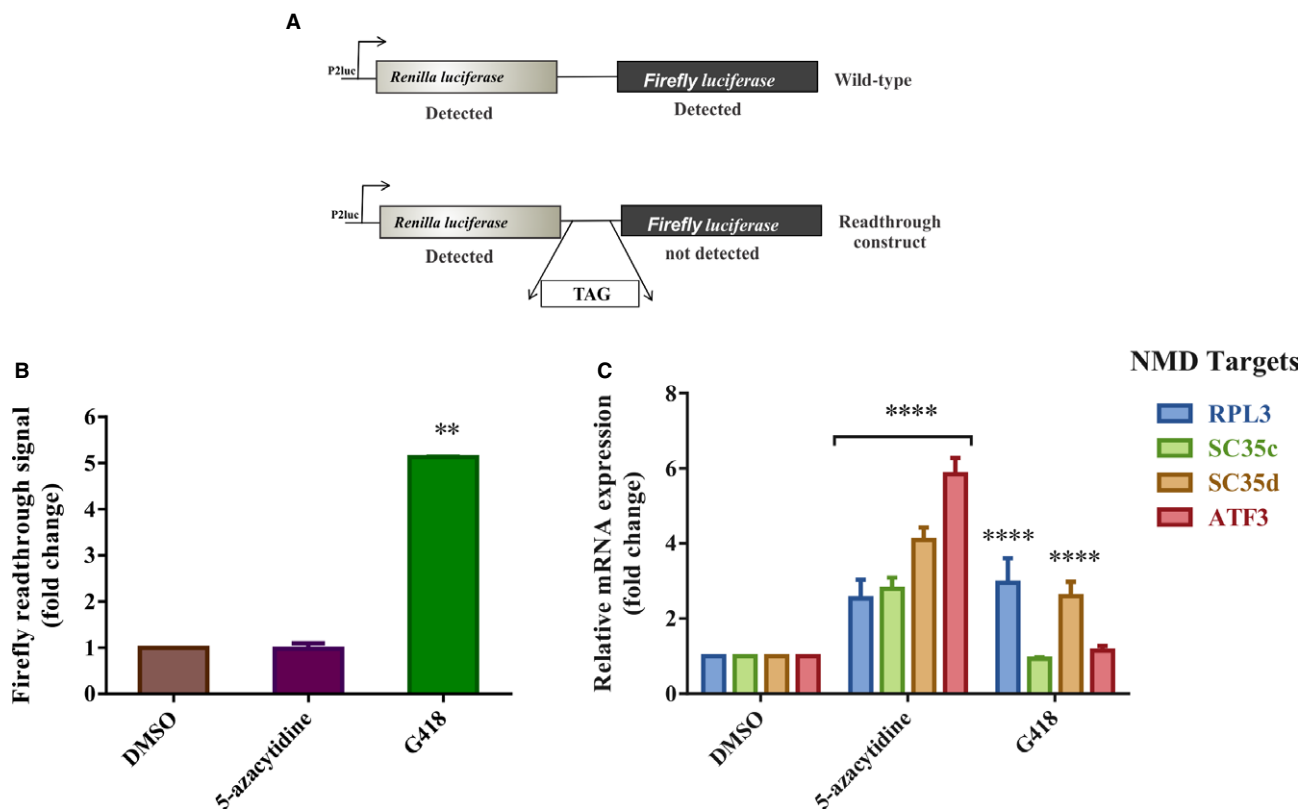 A
P2luc
Renilla luciferase
Firefly luciferase
Wild-type
Detected
Detected
P2luc
Renilla luciferase
Firefly luciferase
Readthrough
construct
Detected
not detected
TAG
B
Firefly readthrough signal
(fold change)
6
5
4
3
2
1
0
**
DMSO
5-azacytidine
G418
C
Relative mRNA expression
(fold change)
8
6
4
2
0
****
****
****
DMSO
5-azacytidine
G418
NMD Targets
RPL3
SC35c
SC35d
ATF3